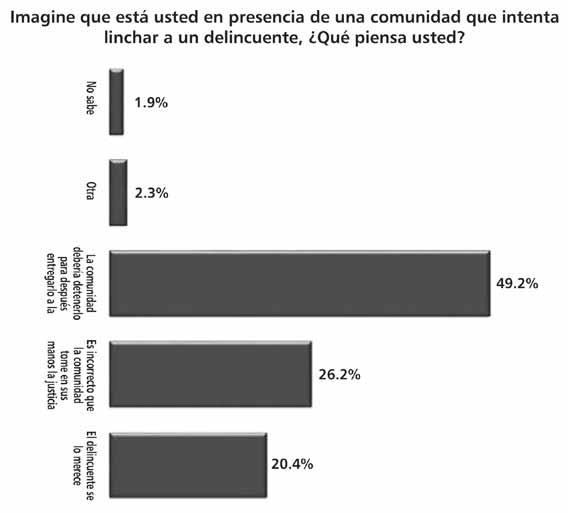 Imagine que está usted en presencia de una comunidad que intenta
linchar a un delincuente, ¿Qué piensa usted?
No sabe
1.9%
Otra
2.3%
La comunidad
debería detenerlo
para después
entregarlo a la
49.2%
Es incorrecto que
la comunidad
tome en sus
manos la justicia
26.2%
El delincuente se
lo merece
20.4%